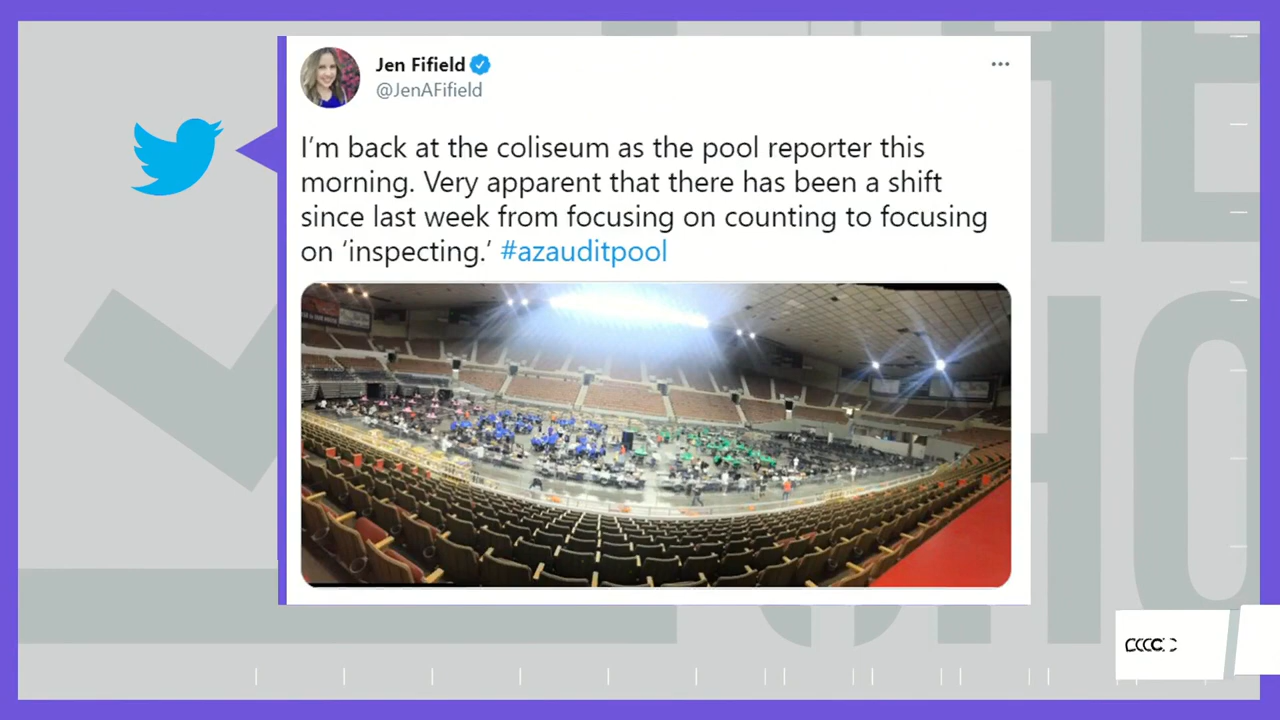 Jen Fifield
@JenAFifield
I'm back at the coliseum as the pool reporter this
morning. Very apparent that there has been a shift
since last week from focusing on counting to focusing
on ‘inspecting.’ #azauditpool